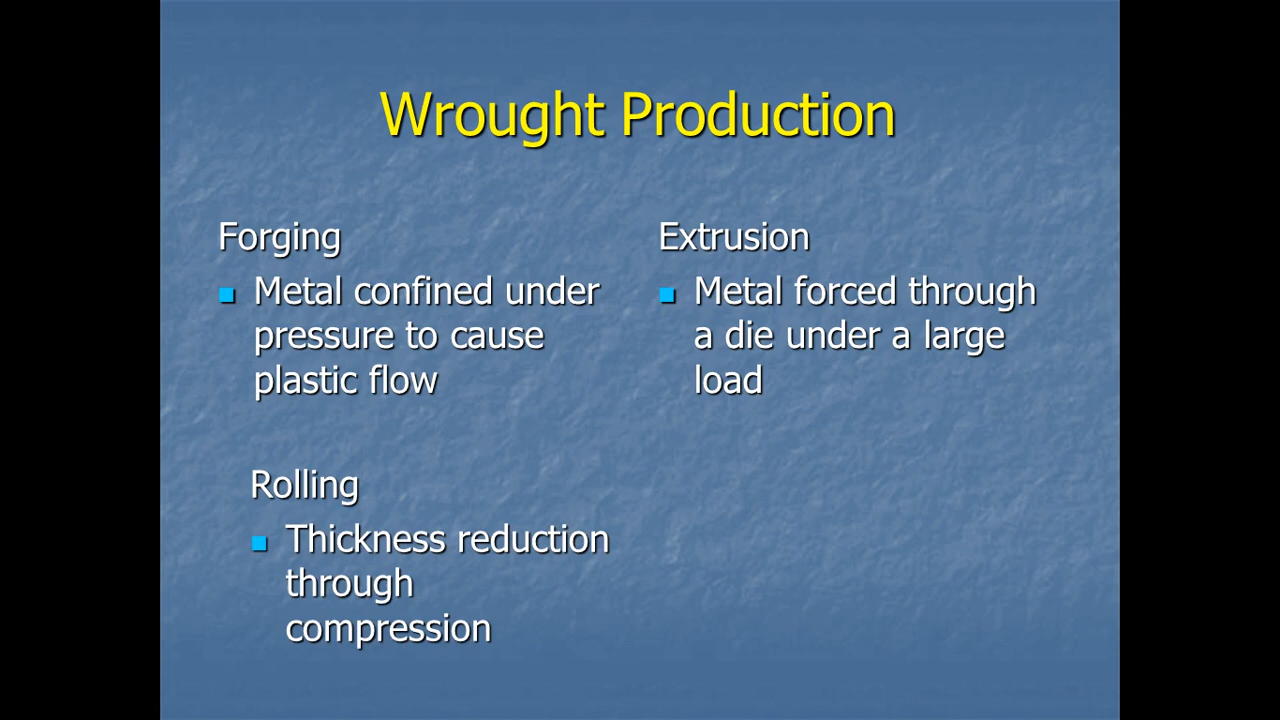 Wrought Production
Forging
Metal confined under
pressure to cause
plastic flow
Extrusion
Metal forced through
a die under a large
load
Rolling
Thickness reduction
through
compression